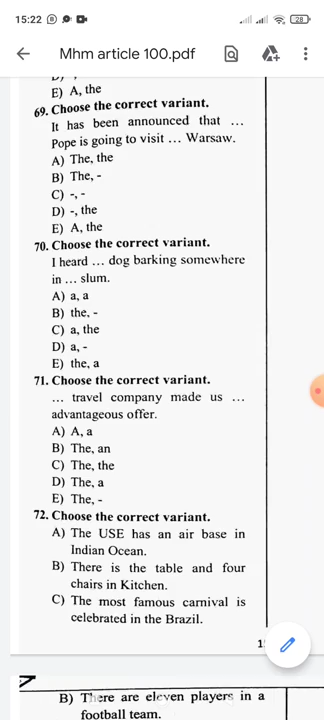 15:22
28
Mhm article 100.pdf
E) A, the
69. Choose the correct variant.
It has been announced that ...
Pope is going to visit ... Warsaw.
A) The, the
B) The, -
C) -, -
D) -, the
E) A, the
70. Choose the correct variant.
I heard ... dog barking somewhere
in ... slum.
A) a, a
B) the, -
C) a, the
D) a, -
E) the, a
71. Choose the correct variant.
... travel company made us ...
advantageous offer.
A) A, a
B) The, an
C) The, the
D) The, a
E) The, -
72. Choose the correct variant.
A) The USE has an air base in
Indian Ocean.
B) There is the table and four
chairs in Kitchen.
C) The most famous carnival is
celebrated in the Brazil.
B) There are eleven players in a
football team.